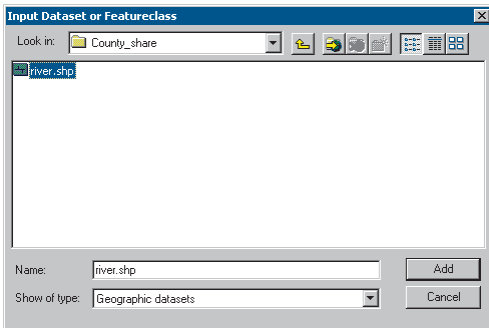 Input Dataset or Featureclass
Look in: County_share
river.shp
Name: river.shp Add
Show of type: Geographic datasets Cancel